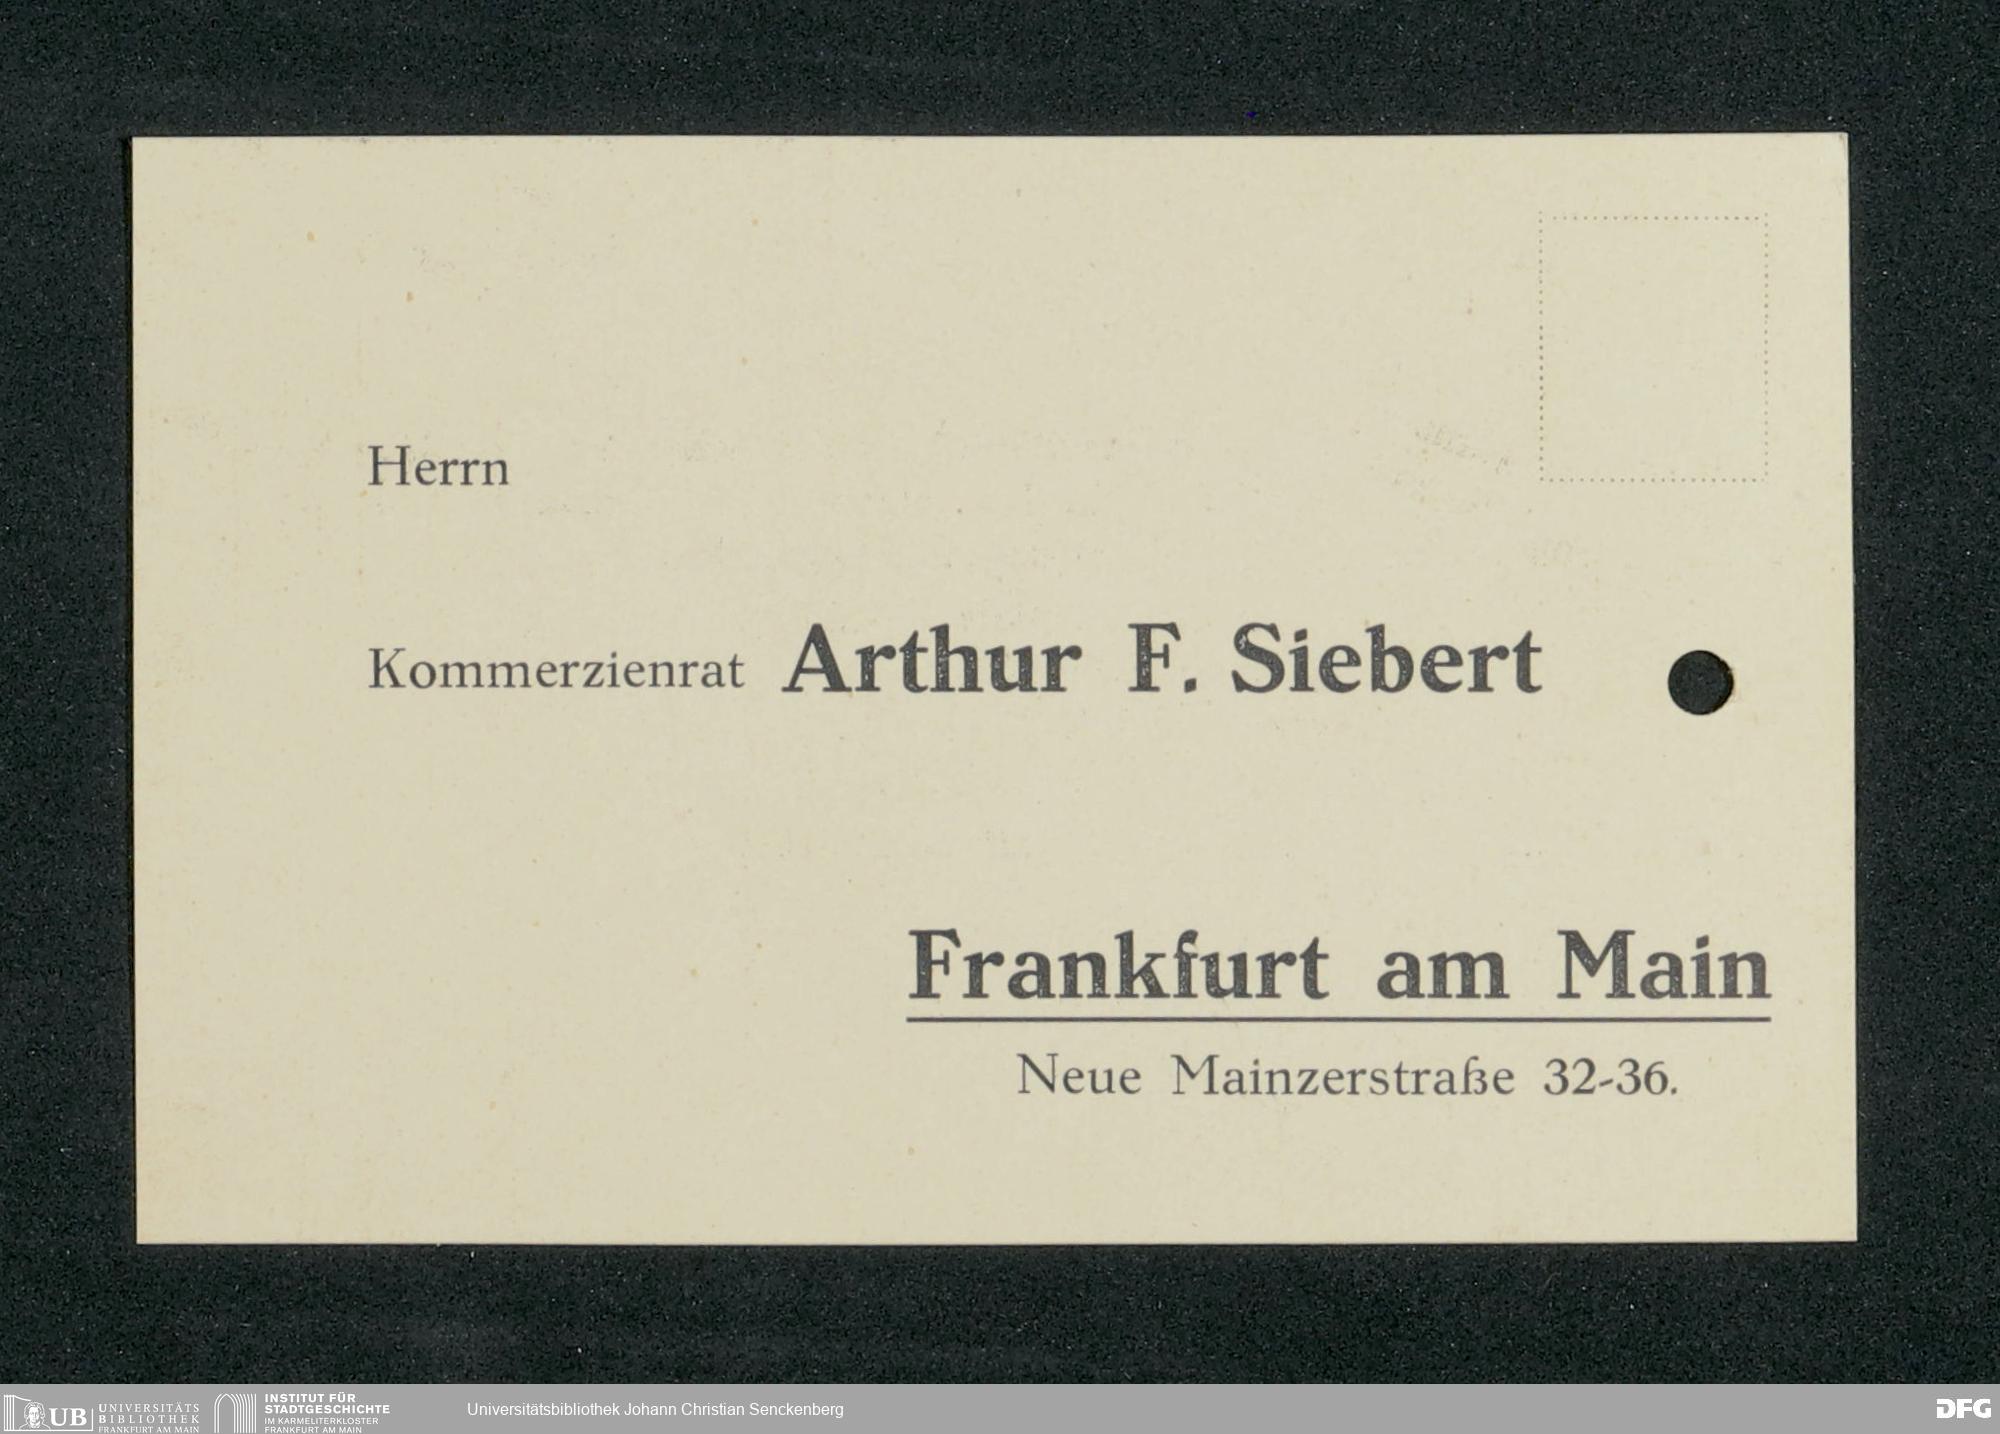 Herrn
Kommerzienrat Arthur F. Siebert
Frankfurt am Main
Neue Mainzerstraße 32-36.
UB
UNIVERSITÄTS
BIBLIOTHEK
FRANKFURT AM MAIN
INSTITUT FÜR
STADTGESCHICHTE
IM KARMELITERKLOSTER
FRANKFURT AM MAIN
Universitätsbibliothek Johann Christian Senckenberg
DFG